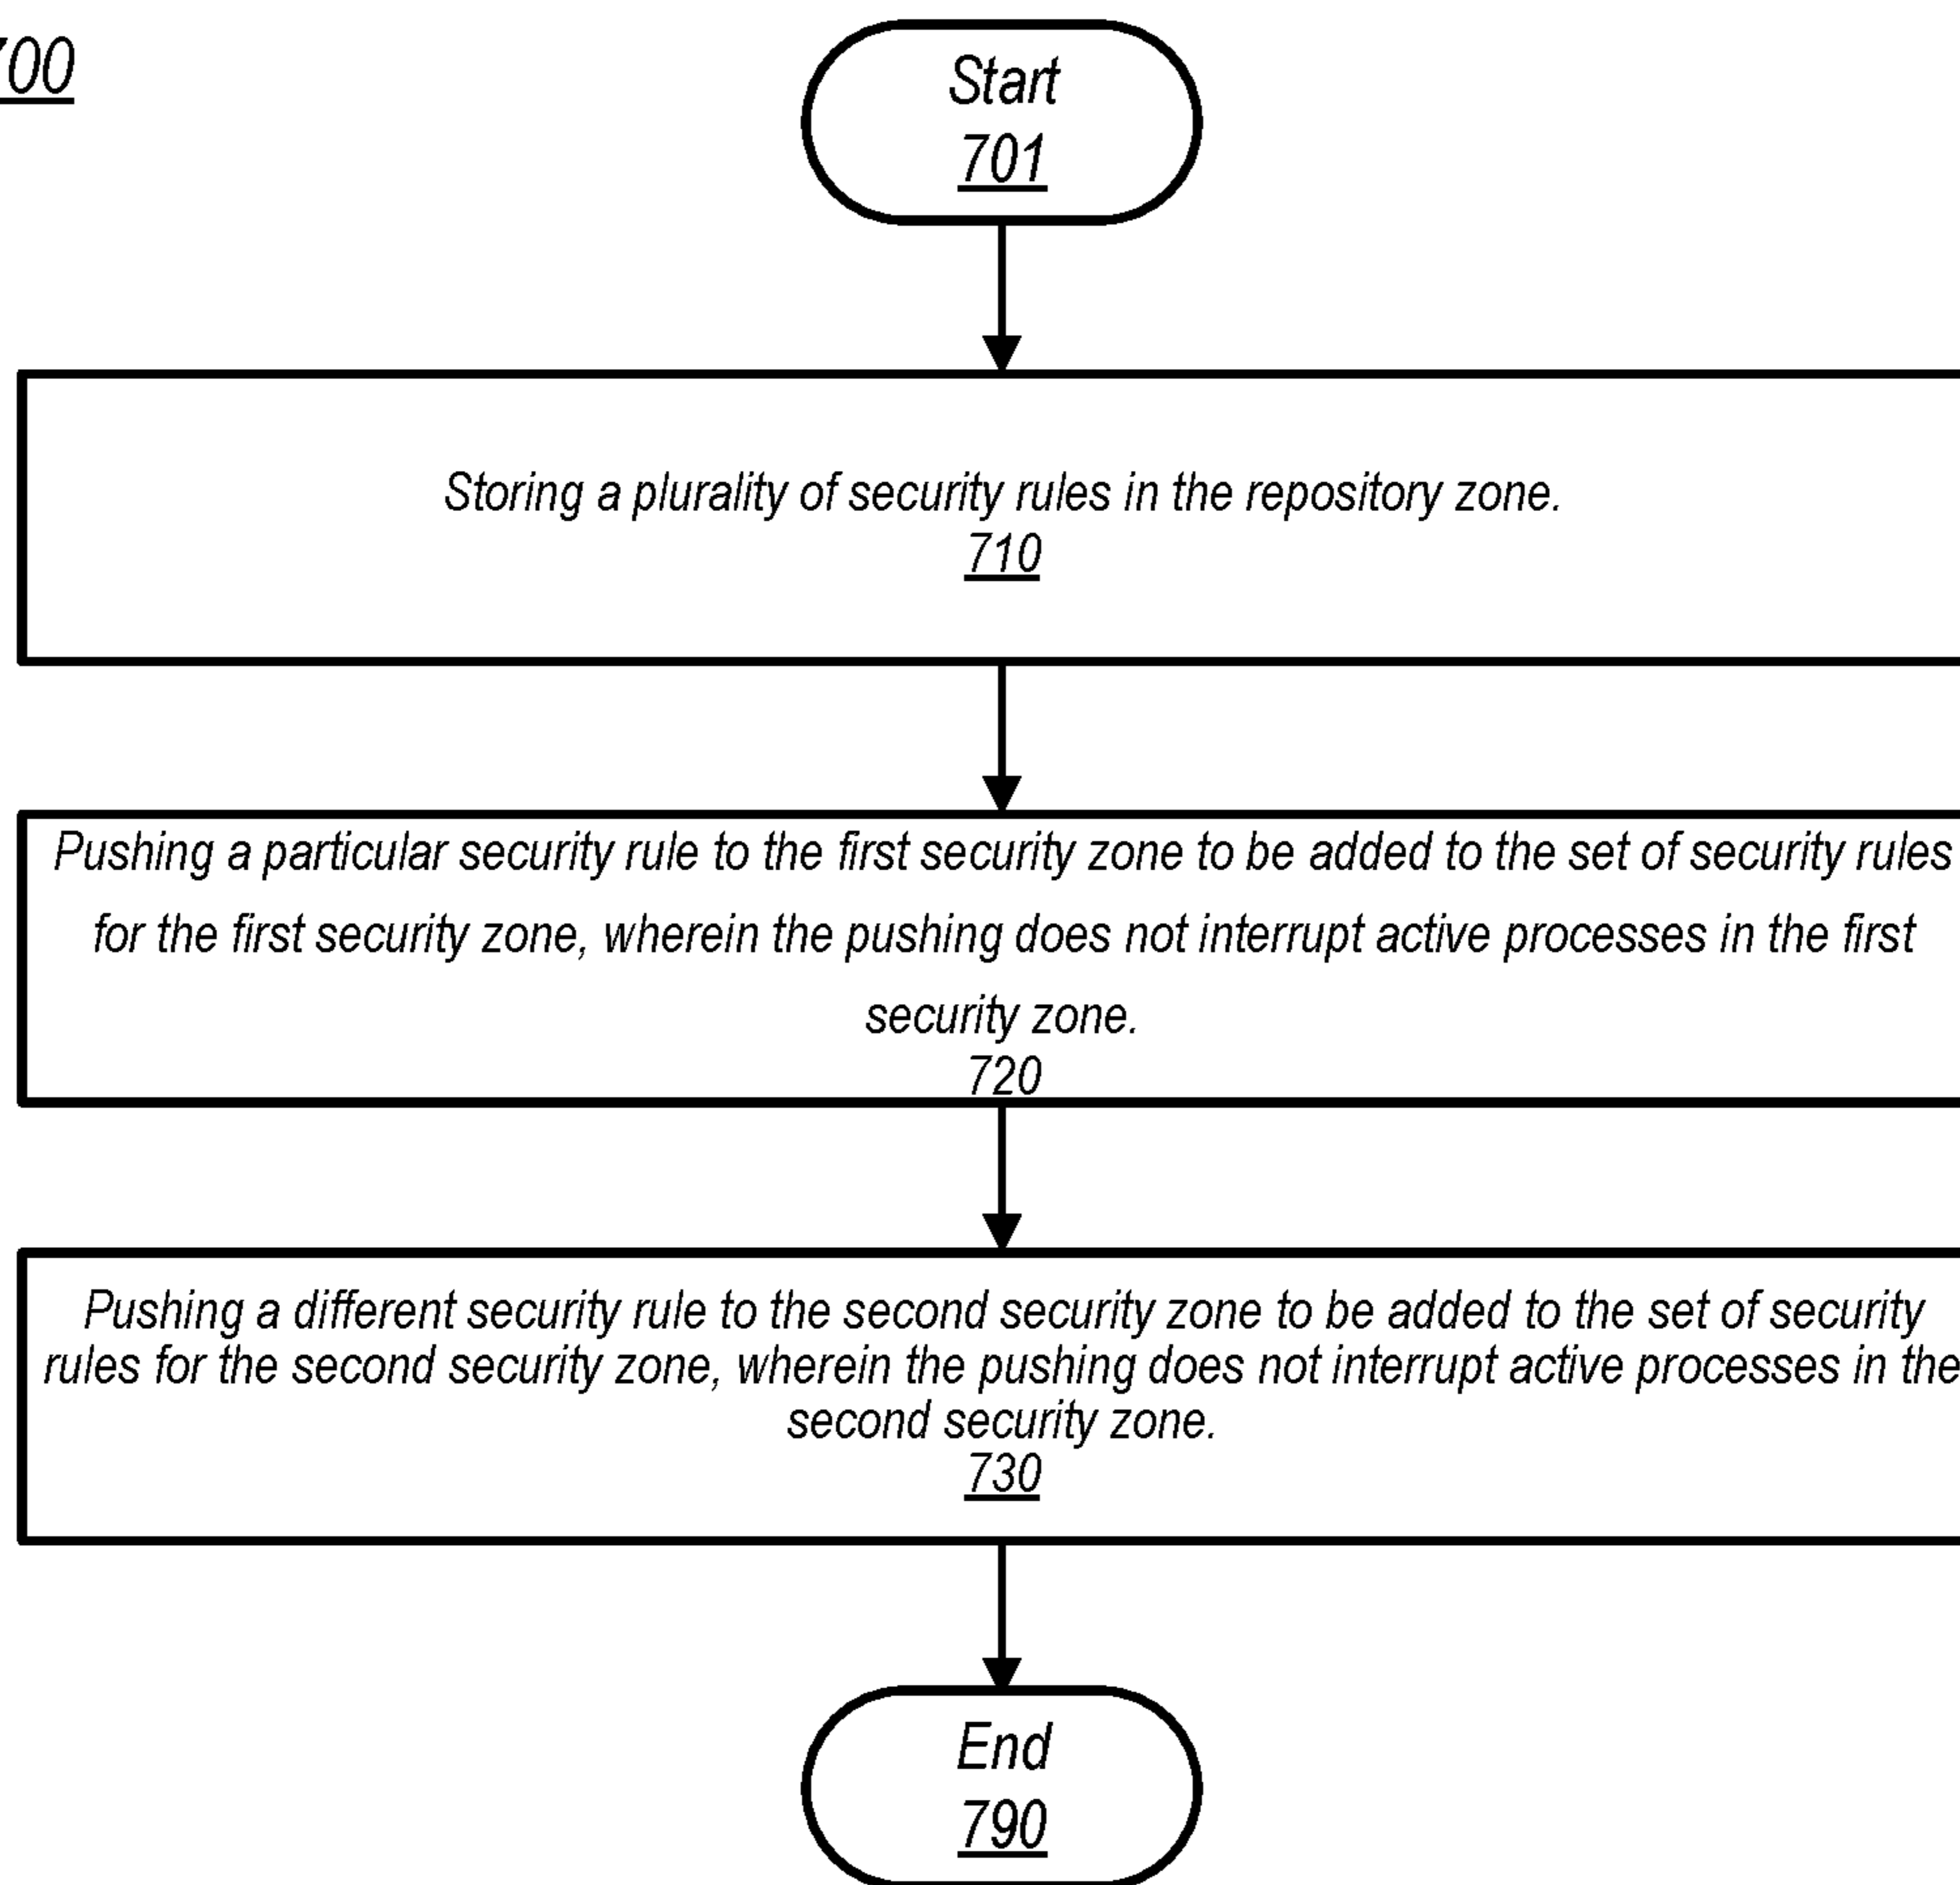 700
Start
701
Storing a plurality of security rules in the repository zone.
710
Pushing a particular security rule to the first security zone to be added to the set of security rules
for the first security zone, wherein the pushing does not interrupt active processes in the first
security zone.
720
Pushing a different security rule to the second security zone to be added to the set of security
rules for the second security zone, wherein the pushing does not interrupt active processes in the
second security zone.
730
End
790